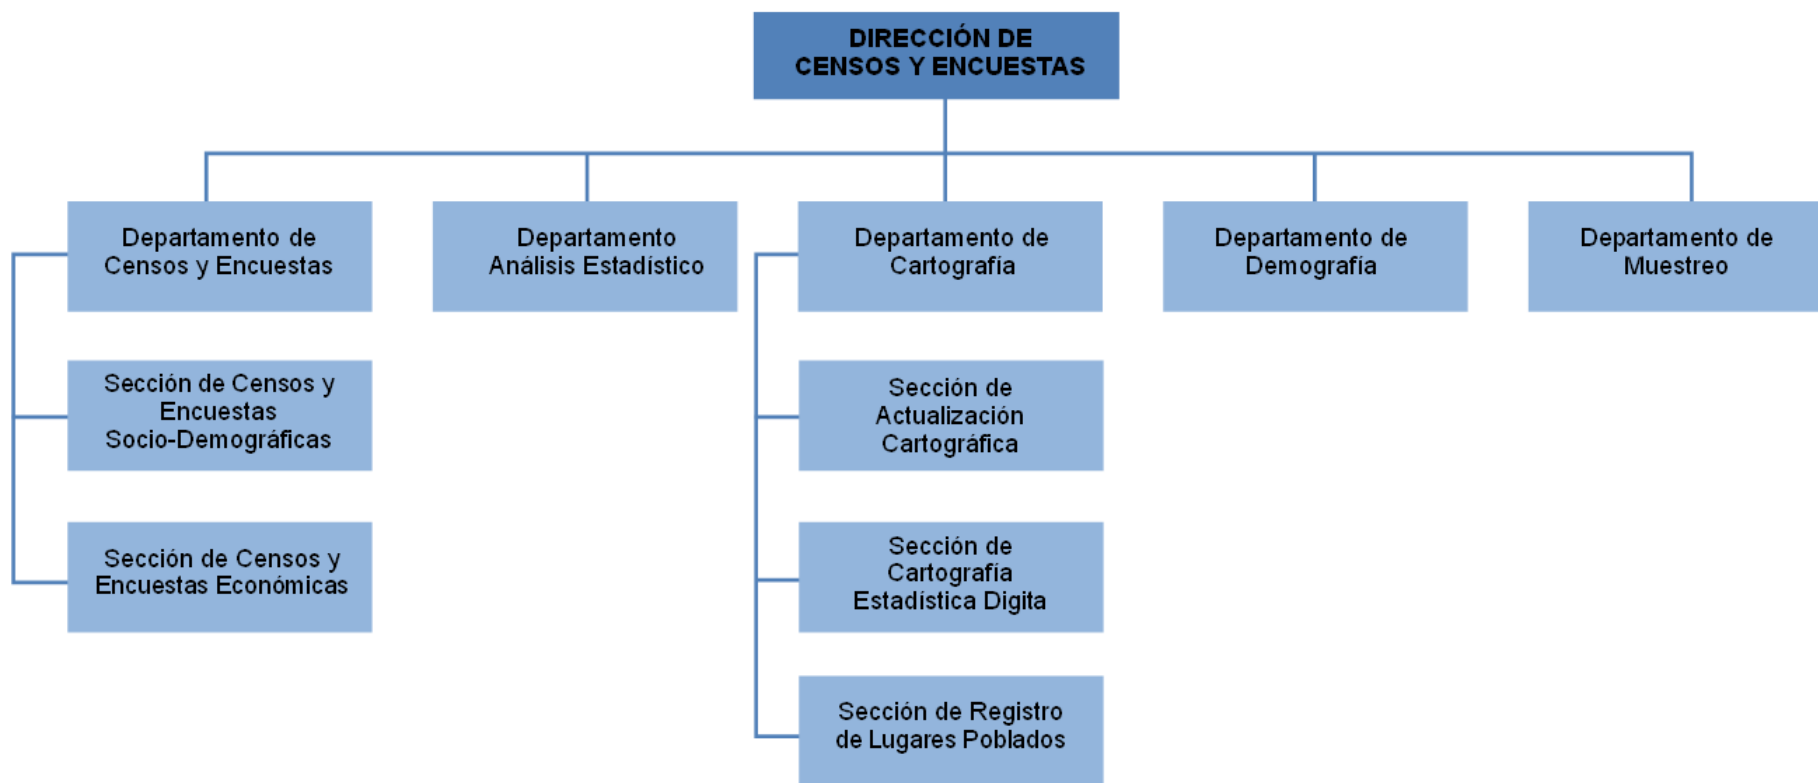 DIRECCIÓN DE
CENSOS Y ENCUESTAS
Departamento de
Censos y Encuestas
Departamento
Análisis Estadístico
Departamento de
Cartografía
Departamento de
Demografía
Departamento de
Muestreo
Sección de Censos y
Encuestas
Socio-Demográficas
Sección de
Actualización
Cartográfica
Sección de Censos y
Encuestas Económicas
Sección de
Cartografía
Estadística Digita
Sección de Registro
de Lugares Poblados